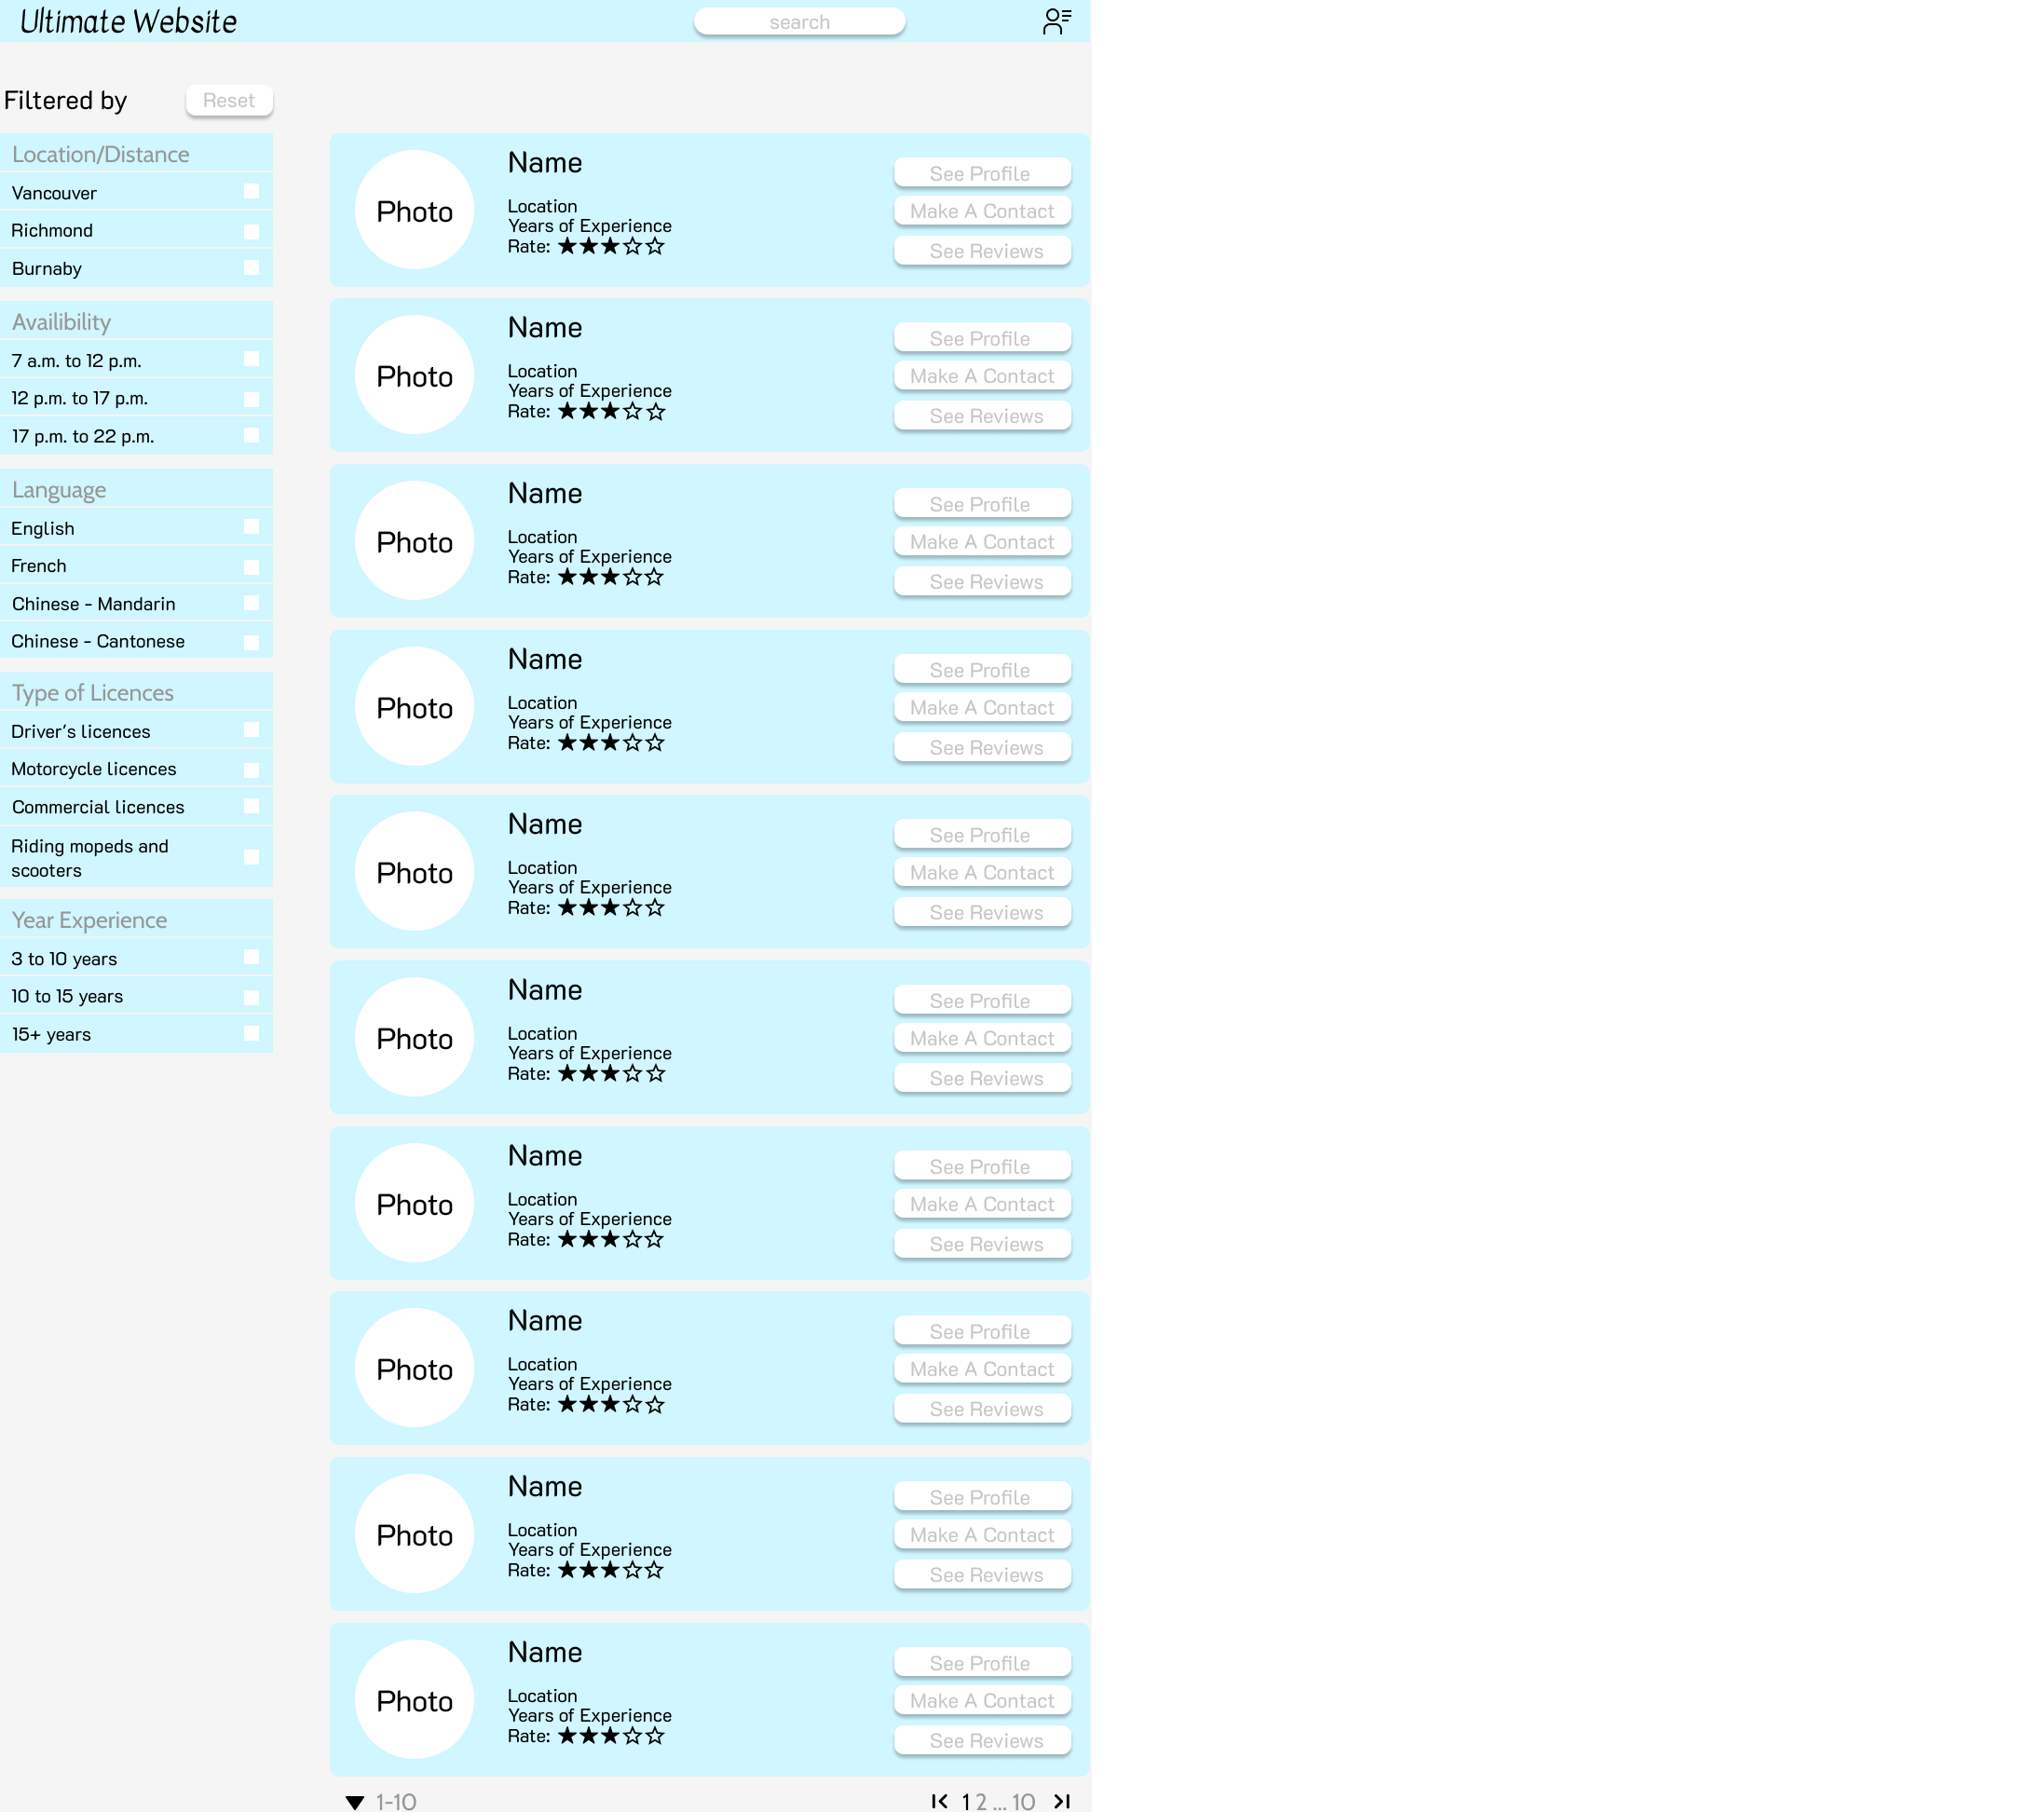 Ultimate Website
search
Filtered by
Reset
Location/Distance
Vancouver
Richmond
Burnaby
Availibility
7 a.m. to 12 p.m.
12 p.m. to 17 p.m.
17 p.m. to 22 p.m.
Language
English
French
Chinese - Mandarin
Chinese - Cantonese
Type of Licences
Driver's licences
Motorcycle licences
Commercial licences
Riding mopeds and
scooters
Year Experience
3 to 10 years
10 to 15 years
15+ years
Photo
Name
Location
Years of Experience
Rate:
See Profile
Make A Contact
See Reviews
Photo
Name
Location
Years of Experience
Rate:
See Profile
Make A Contact
See Reviews
Photo
Name
Location
Years of Experience
Rate:
See Profile
Make A Contact
See Reviews
Photo
Name
Location
Years of Experience
Rate:
See Profile
Make A Contact
See Reviews
Photo
Name
Location
Years of Experience
Rate:
See Profile
Make A Contact
See Reviews
Photo
Name
Location
Years of Experience
Rate:
See Profile
Make A Contact
See Reviews
Photo
Name
Location
Years of Experience
Rate:
See Profile
Make A Contact
See Reviews
Photo
Name
Location
Years of Experience
Rate:
See Profile
Make A Contact
See Reviews
Photo
Name
Location
Years of Experience
Rate:
See Profile
Make A Contact
See Reviews
Photo
Name
Location
Years of Experience
Rate:
See Profile
Make A Contact
See Reviews
1-10
1 2 ... 10